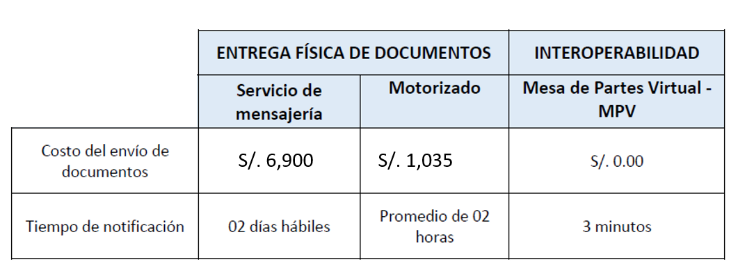 ENTREGA FÍSICA DE DOCUMENTOS
INTEROPERABILIDAD
Servicio de
mensajería
Motorizado
Mesa de Partes Virtual -
MPV
Costo del envío de
documentos
S/. 6,900
S/. 1,035
S/. 0.00
Tiempo de notificación
02 días hábiles
Promedio de 02
horas
3 minutos